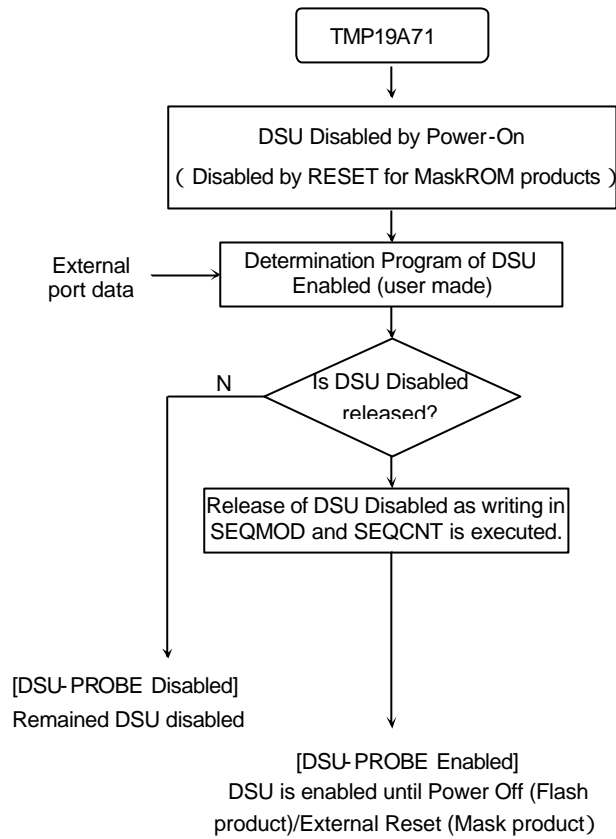 TMP19A71
DSU Disabled by Power-On
( Disabled by RESET for MaskROM products )
External
port data
Determination Program of DSU
Enabled (user made)
N
Is DSU Disabled
released?
Release of DSU Disabled as writing in
SEQMOD and SEQCNT is executed.
[DSU-PROBE Disabled]
Remained DSU disabled
[DSU-PROBE Enabled]
DSU is enabled until Power Off (Flash
product)/External Reset (Mask product)